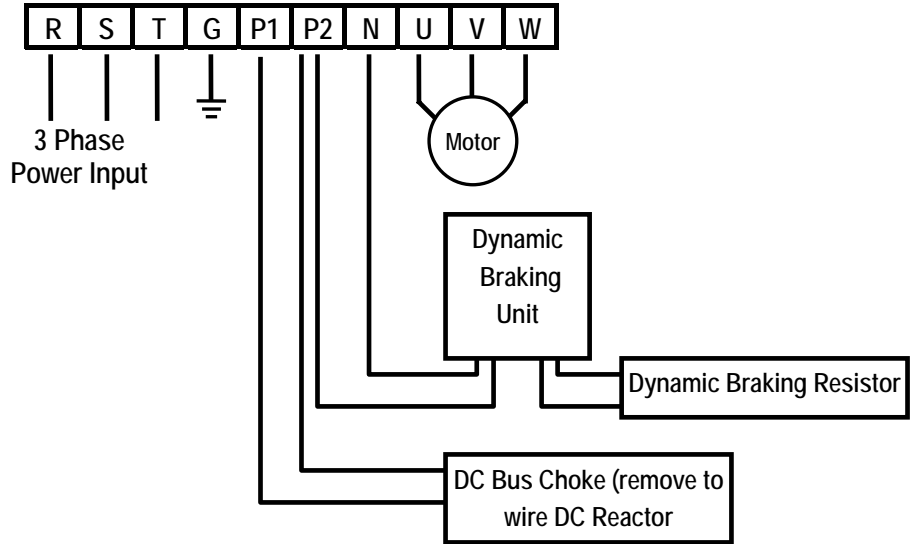 R S T G P1 P2 N U V W
3 Phase
Power Input
Motor
Dynamic
Braking
Unit
Dynamic Braking Resistor
DC Bus Choke (remove to
wire DC Reactor